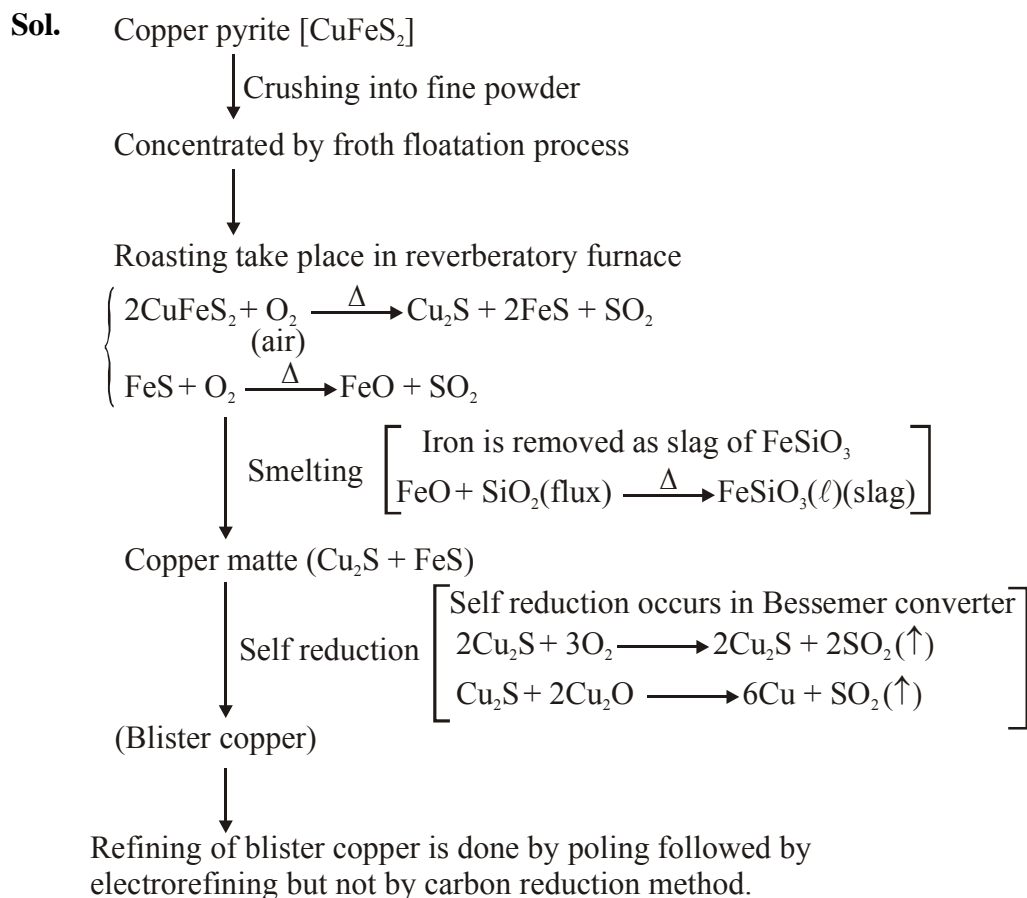 Sol. Copper pyrite [CuFeS₂]
Crushing into fine powder
Concentrated by froth floatation process
Roasting take place in reverberatory furnace
2CuFeS₂ + O₂ —Δ→ Cu₂S + 2FeS + SO₂
(air)
FeS + O₂ —Δ→ FeO + SO₂
Smelting [Iron is removed as slag of FeSiO₃
FeO + SiO₂(flux) —Δ→ FeSiO₃(ℓ)(slag)]
Copper matte (Cu₂S + FeS)
Self reduction [Self reduction occurs in Bessemer converter
2Cu₂S + 3O₂ ⟶ 2Cu₂S + 2SO₂(↑)
Cu₂S + 2Cu₂O ⟶ 6Cu + SO₂(↑)]
(Blister copper)
Refining of blister copper is done by poling followed by
electrorefining but not by carbon reduction method.